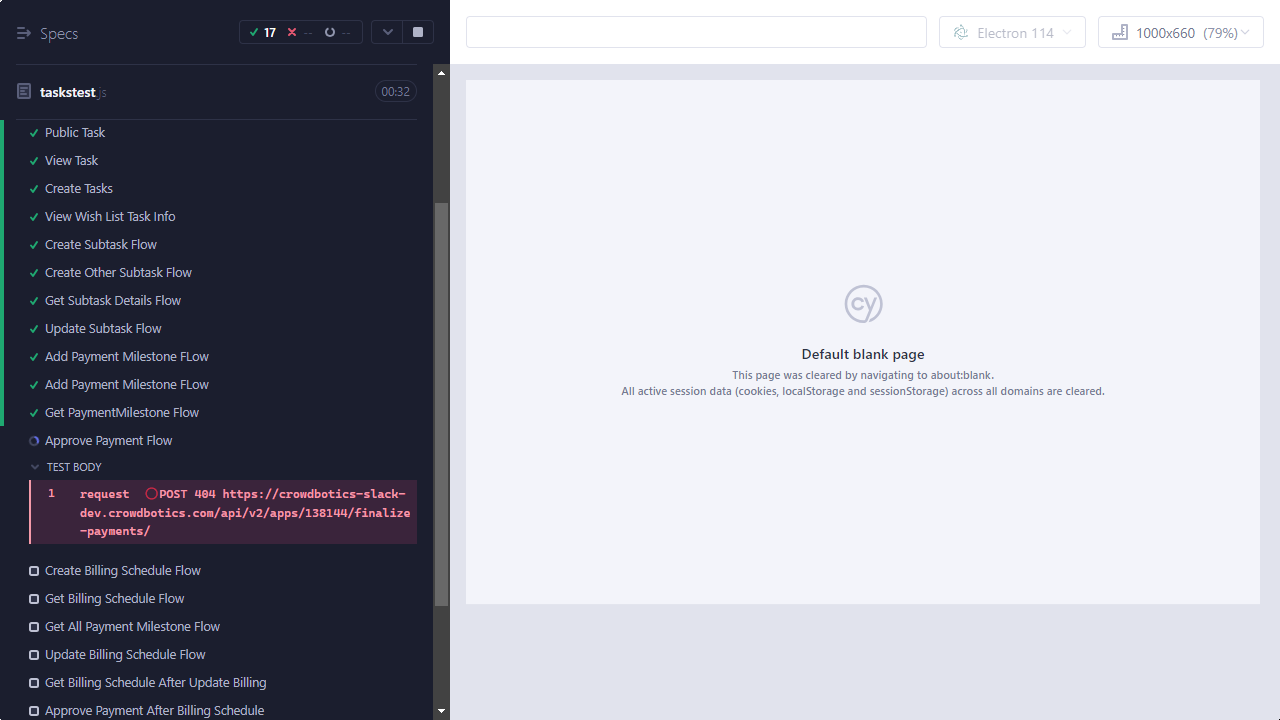 Specs
17
--
--
Electron 114
1000x660 (79%)
taskstest.js
00:32
Public Task
View Task
Create Tasks
View Wish List Task Info
Create Subtask Flow
Create Other Subtask Flow
Get Subtask Details Flow
Update Subtask Flow
Add Payment Milestone FLow
Add Payment Milestone FLow
Get PaymentMilestone Flow
Approve Payment Flow
TEST BODY
1 request POST 404 https://crowdbotics-slack-
dev.crowdbotics.com/api/v2/apps/138144/finalize
-payments/
Create Billing Schedule Flow
Get Billing Schedule Flow
Get All Payment Milestone Flow
Update Billing Schedule Flow
Get Billing Schedule After Update Billing
Approve Payment After Billing Schedule
cy
Default blank page
This page was cleared by navigating to about:blank.
All active session data (cookies, localStorage and sessionStorage) across all domains are cleared.